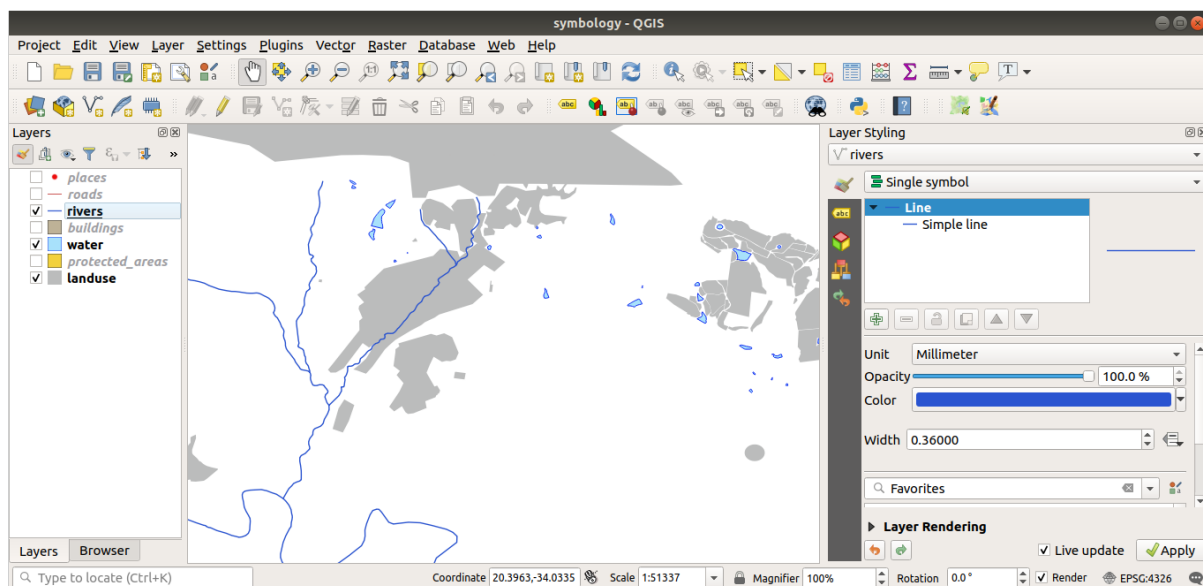 symbology - QGIS
Project Edit View Layer Settings Plugins Vector Raster Database Web Help
Layers
places
roads
rivers
buildings
water
protected_areas
landuse
Layers Browser
Layer Styling
rivers
Single symbol
Line
Simple line
Unit Millimeter
Opacity 100.0 %
Color
Width 0.36000
Favorites
Layer Rendering
Live update Apply
Type to locate (Ctrl+K) Coordinate 20.3963,-34.0335 Scale 1:51337 Magnifier 100% Rotation 0.0° Render EPSG:4326